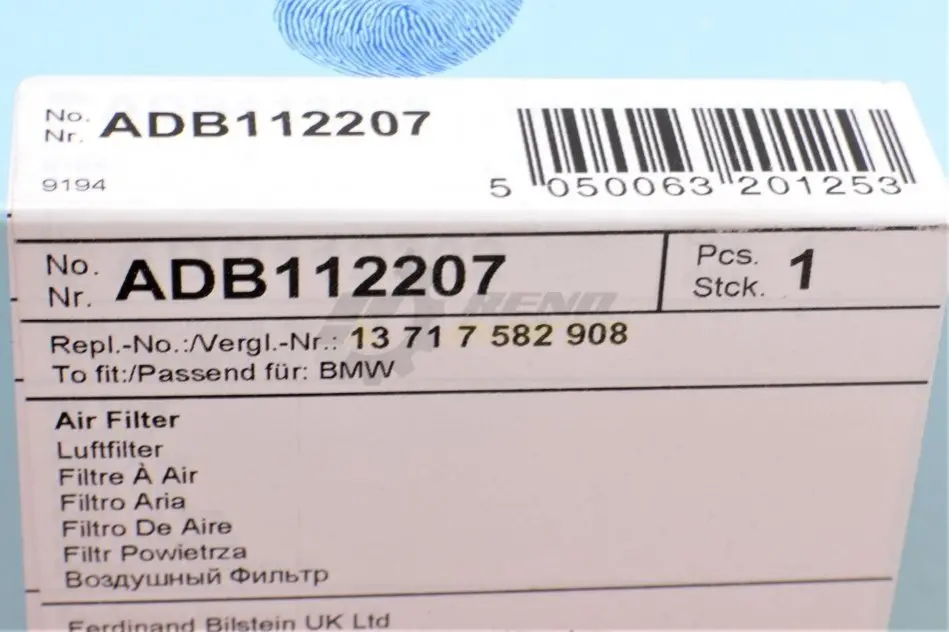 No.
Nr. ADB112207
9194
5 050063 201253
No.
Nr. ADB112207
Pcs.
Stck. 1
RENO
Repl.-No.:/Vergl.-Nr.: 13 71 7 582 908
To fit:/Passend für: BMW
Air Filter
Luftfilter
Filtre À Air
Filtro Aria
Filtro De Aire
Filtr Powietrza
Воздушный Фильтр
Ferdinand Bilstein UK Ltd